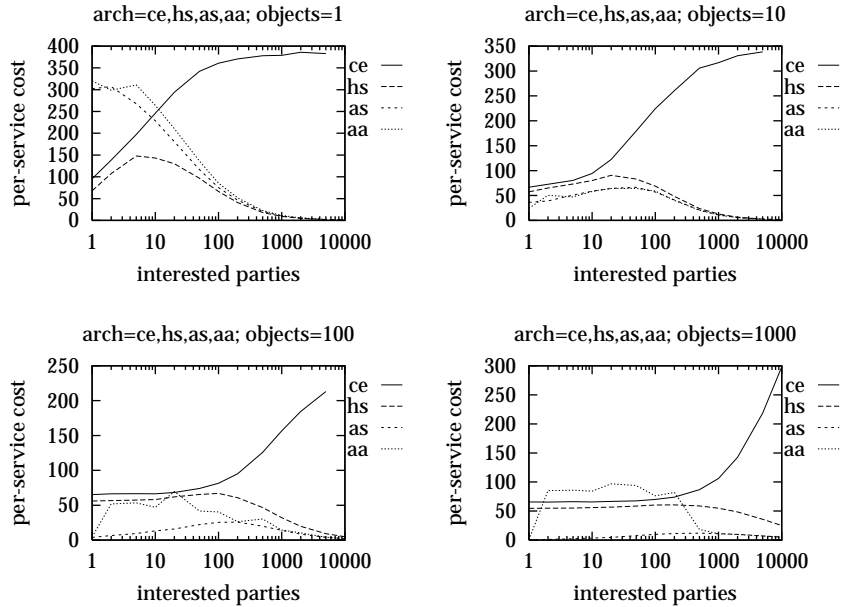 arch=ce,hs,as,aa; objects=1
400
350
300
250
200
150
100
50
0
per-service cost
1 10 100 1000 10000
interested parties
ce
hs
as
aa
arch=ce,hs,as,aa; objects=10
350
300
250
200
150
100
50
0
per-service cost
1 10 100 1000 10000
interested parties
ce
hs
as
aa
arch=ce,hs,as,aa; objects=100
250
200
150
100
50
0
per-service cost
1 10 100 1000 10000
interested parties
ce
hs
as
aa
arch=ce,hs,as,aa; objects=1000
300
250
200
150
100
50
0
per-service cost
1 10 100 1000 10000
interested parties
ce
hs
as
aa